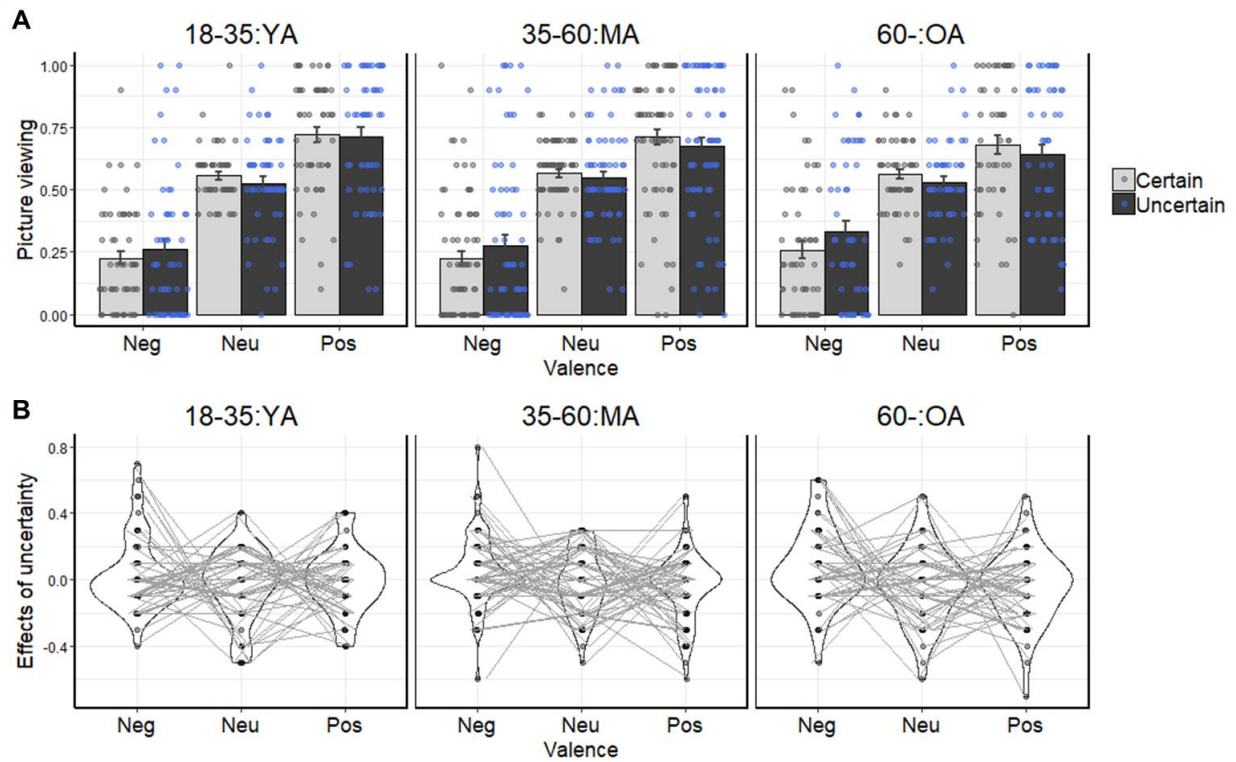 A
18-35:YA 35-60:MA 60-:OA
Picture viewing
1.00
0.75
0.50
0.25
0.00
Neg Neu Pos Neg Neu Pos Neg Neu Pos
Valence
Certain
Uncertain
B
18-35:YA 35-60:MA 60-:OA
Effects of uncertainty
0.8
0.4
0.0
-0.4
Neg Neu Pos Neg Neu Pos Neg Neu Pos
Valence